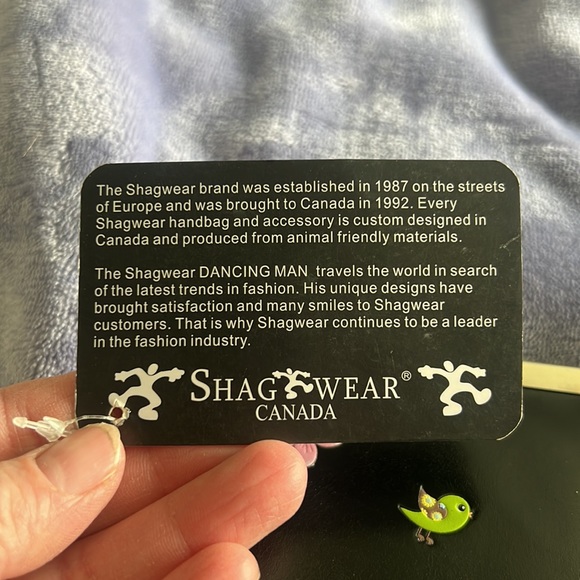 The Shagwear brand was established in 1987 on the streets
of Europe and was brought to Canada in 1992. Every
Shagwear handbag and accessory is custom designed in
Canada and produced from animal friendly materials.
The Shagwear DANCING MAN travels the world in search
of the latest trends in fashion. His unique designs have
brought satisfaction and many smiles to Shagwear
customers. That is why Shagwear continues to be a leader
in the fashion industry.
SHAG WEAR®
CANADA